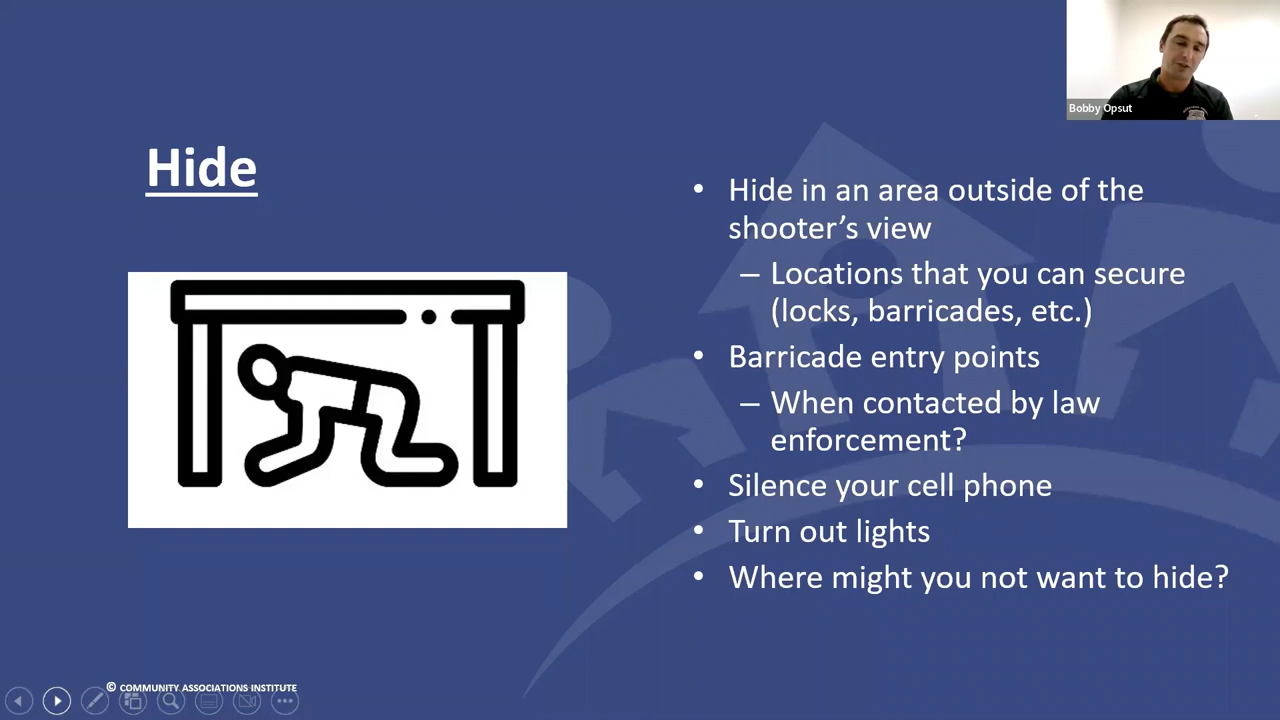 Bobby Opsut
Hide
• Hide in an area outside of the
shooter’s view
– Locations that you can secure
(locks, barricades, etc.)
• Barricade entry points
– When contacted by law
enforcement?
• Silence your cell phone
• Turn out lights
• Where might you not want to hide?
© COMMUNITY ASSOCIATIONS INSTITUTE